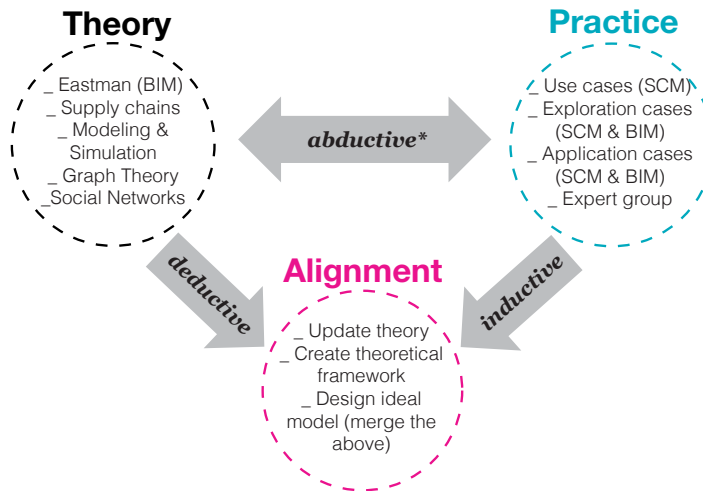 Theory
_ Eastman (BIM)
_ Supply chains
_ Modeling &
Simulation
_ Graph Theory
_Social Networks
abductive*
Practice
_ Use cases (SCM)
_ Exploration cases
(SCM & BIM)
_ Application cases
(SCM & BIM)
_ Expert group
deductive
inductive
Alignment
_ Update theory
_ Create theoretical
framework
_ Design ideal
model (merge the
above)